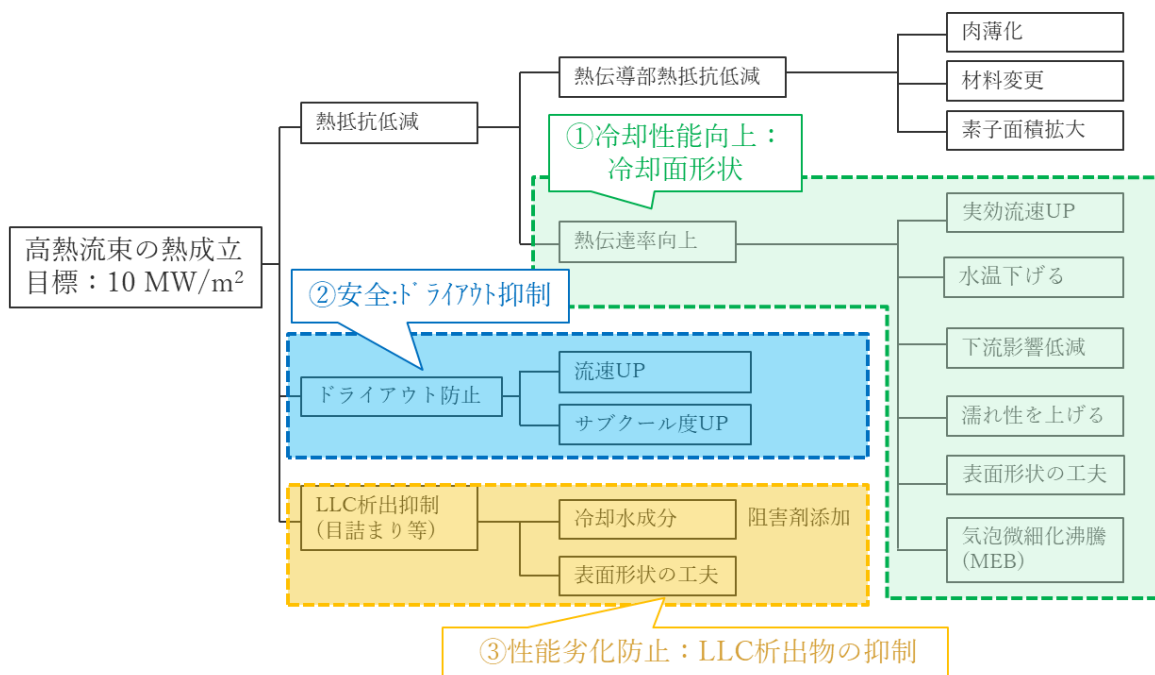 肉薄化
熱伝導部熱抵抗低減
材料変更
熱抵抗低減
素子面積拡大
①冷却性能向上：
冷却面形状
実効流速UP
熱伝達率向上
高熱流束の熱成立
目標：10 MW/m²
水温下げる
②安全:ﾄﾞﾗｲｱｳﾄ抑制
下流影響低減
流速UP
ドライアウト防止
濡れ性を上げる
サブクール度UP
表面形状の工夫
LLC析出抑制
(目詰まり等)
冷却水成分
阻害剤添加
気泡微細化沸騰
(MEB)
表面形状の工夫
③性能劣化防止：LLC析出物の抑制